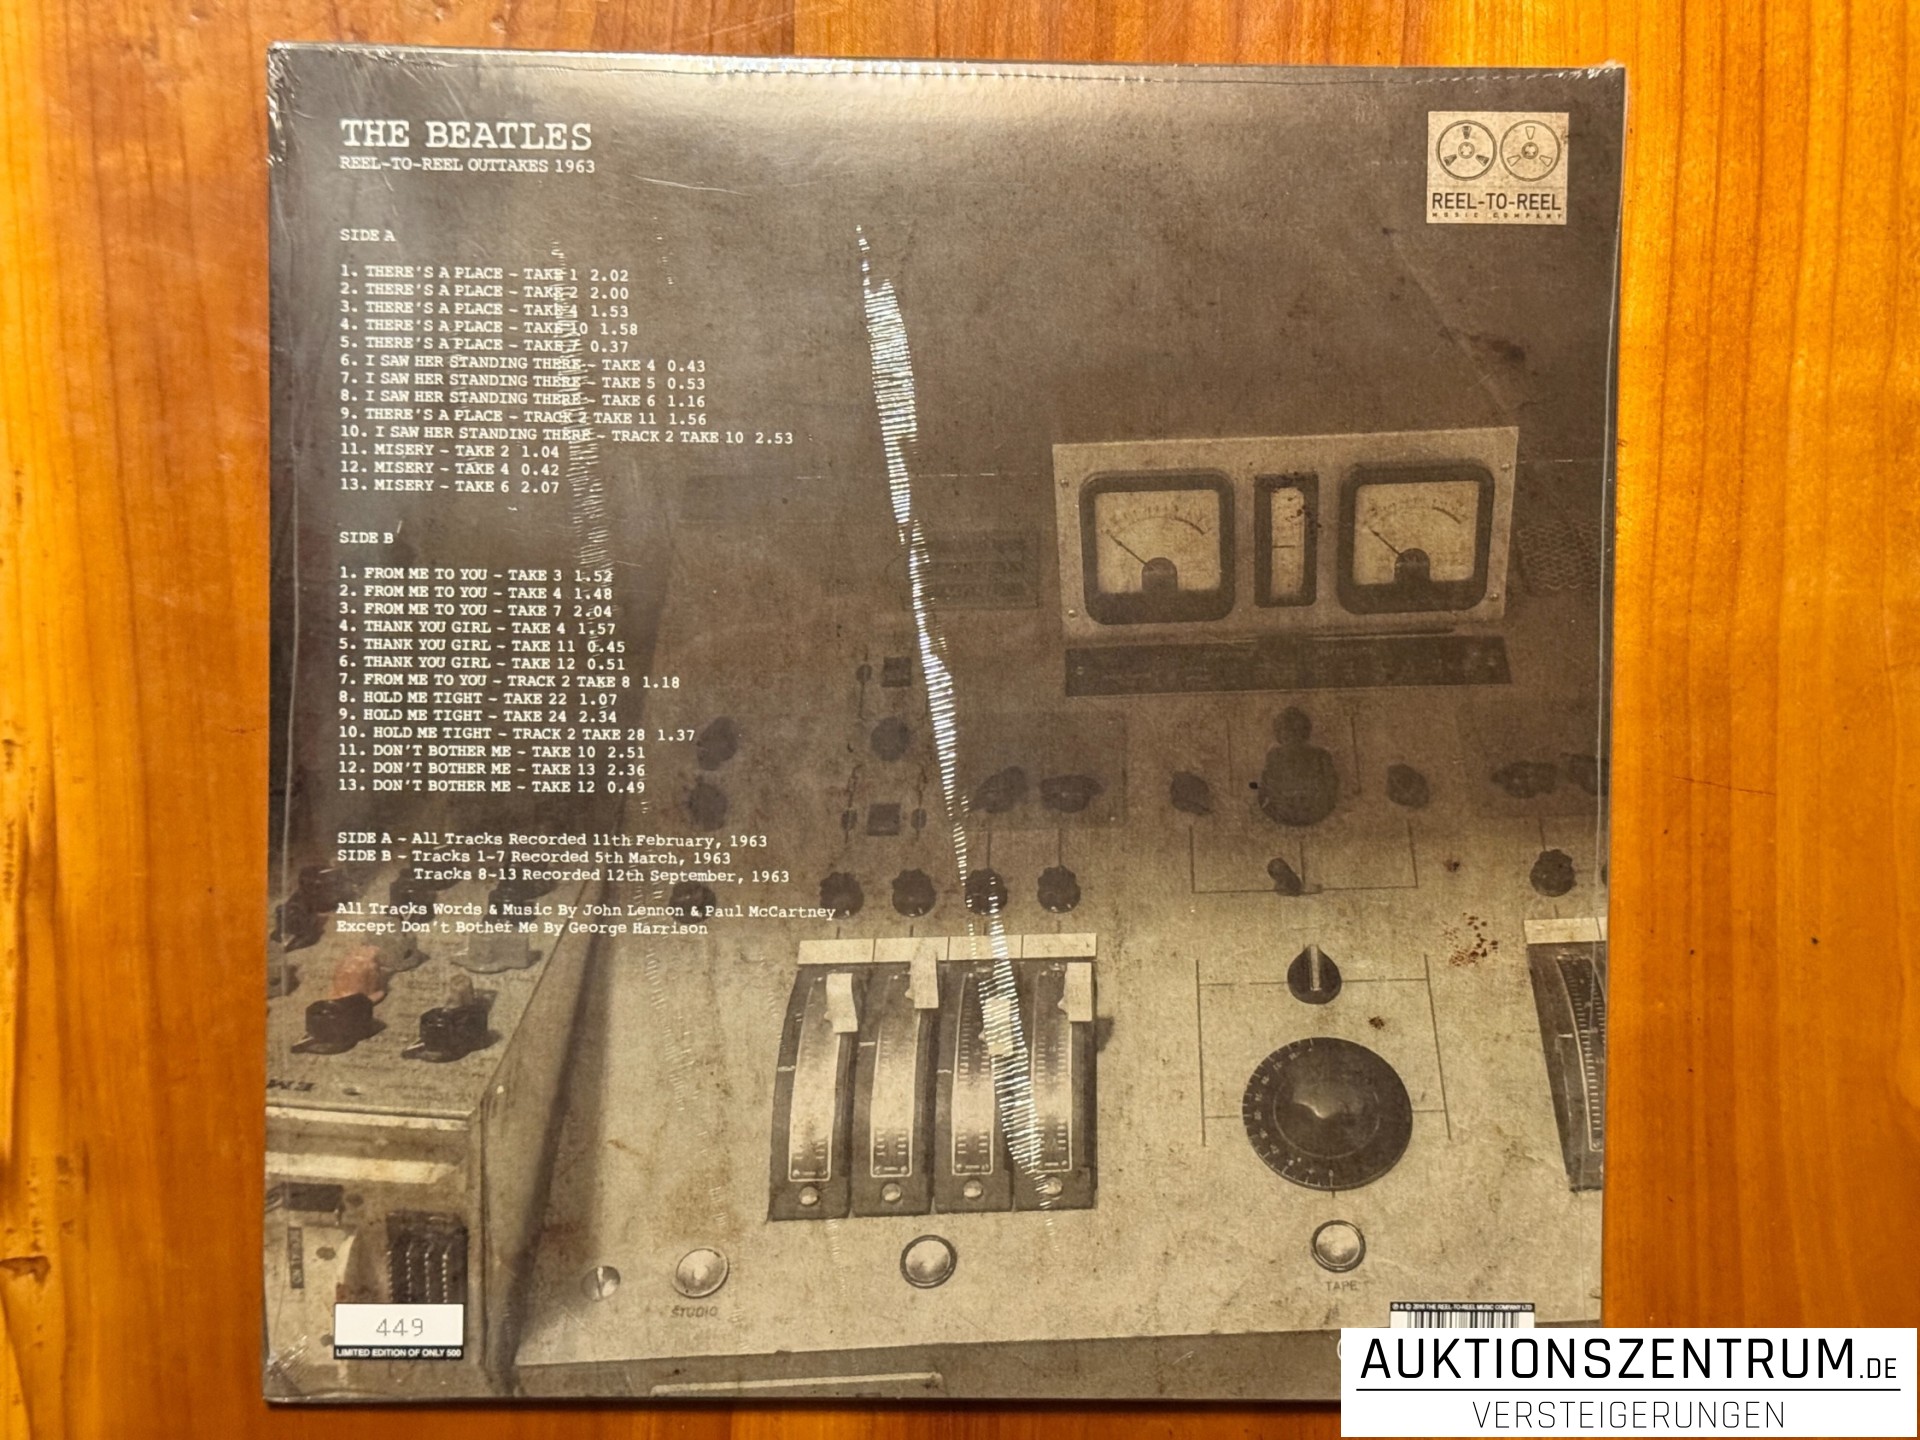 THE BEATLES
REEL-TO-REEL OUTTAKES 1963
REEL-TO-REEL
MUSIC COMPANY
SIDE A
1. THERE'S A PLACE - TAKE 1 2.02
2. THERE'S A PLACE - TAKE 2 2.00
3. THERE'S A PLACE - TAKE 4 1.53
4. THERE'S A PLACE - TAKE 10 1.58
5. THERE'S A PLACE - TAKE 7 0.37
6. I SAW HER STANDING THERE - TAKE 4 0.43
7. I SAW HER STANDING THERE - TAKE 5 0.53
8. I SAW HER STANDING THERE - TAKE 6 1.16
9. THERE'S A PLACE - TRACK 2 TAKE 11 1.56
10. I SAW HER STANDING THERE - TRACK 2 TAKE 10 2.53
11. MISERY - TAKE 2 1.04
12. MISERY - TAKE 4 0.42
13. MISERY - TAKE 6 2.07
SIDE B
1. FROM ME TO YOU - TAKE 3 1.52
2. FROM ME TO YOU - TAKE 4 1.48
3. FROM ME TO YOU - TAKE 7 2.04
4. THANK YOU GIRL - TAKE 4 1.57
5. THANK YOU GIRL - TAKE 11 0.45
6. THANK YOU GIRL - TAKE 12 0.51
7. FROM ME TO YOU - TRACK 2 TAKE 8 1.18
8. HOLD ME TIGHT - TAKE 22 1.07
9. HOLD ME TIGHT - TAKE 24 2.34
10. HOLD ME TIGHT - TRACK 2 TAKE 28 1.37
11. DON'T BOTHER ME - TAKE 10 2.51
12. DON'T BOTHER ME - TAKE 13 2.36
13. DON'T BOTHER ME - TAKE 12 0.49
SIDE A - All Tracks Recorded 11th February, 1963
SIDE B - Tracks 1-7 Recorded 5th March, 1963
Tracks 8-13 Recorded 12th September, 1963
All Tracks Words & Music By John Lennon & Paul McCartney
Except Don't Bother Me By George Harrison
STUDIO
TAPE
449
LIMITED EDITION OF ONLY 500
THE REEL-TO-REEL MUSIC COMPANY LTD
AUKTIONSZENTRUM.DE
VERSTEIGERUNGEN